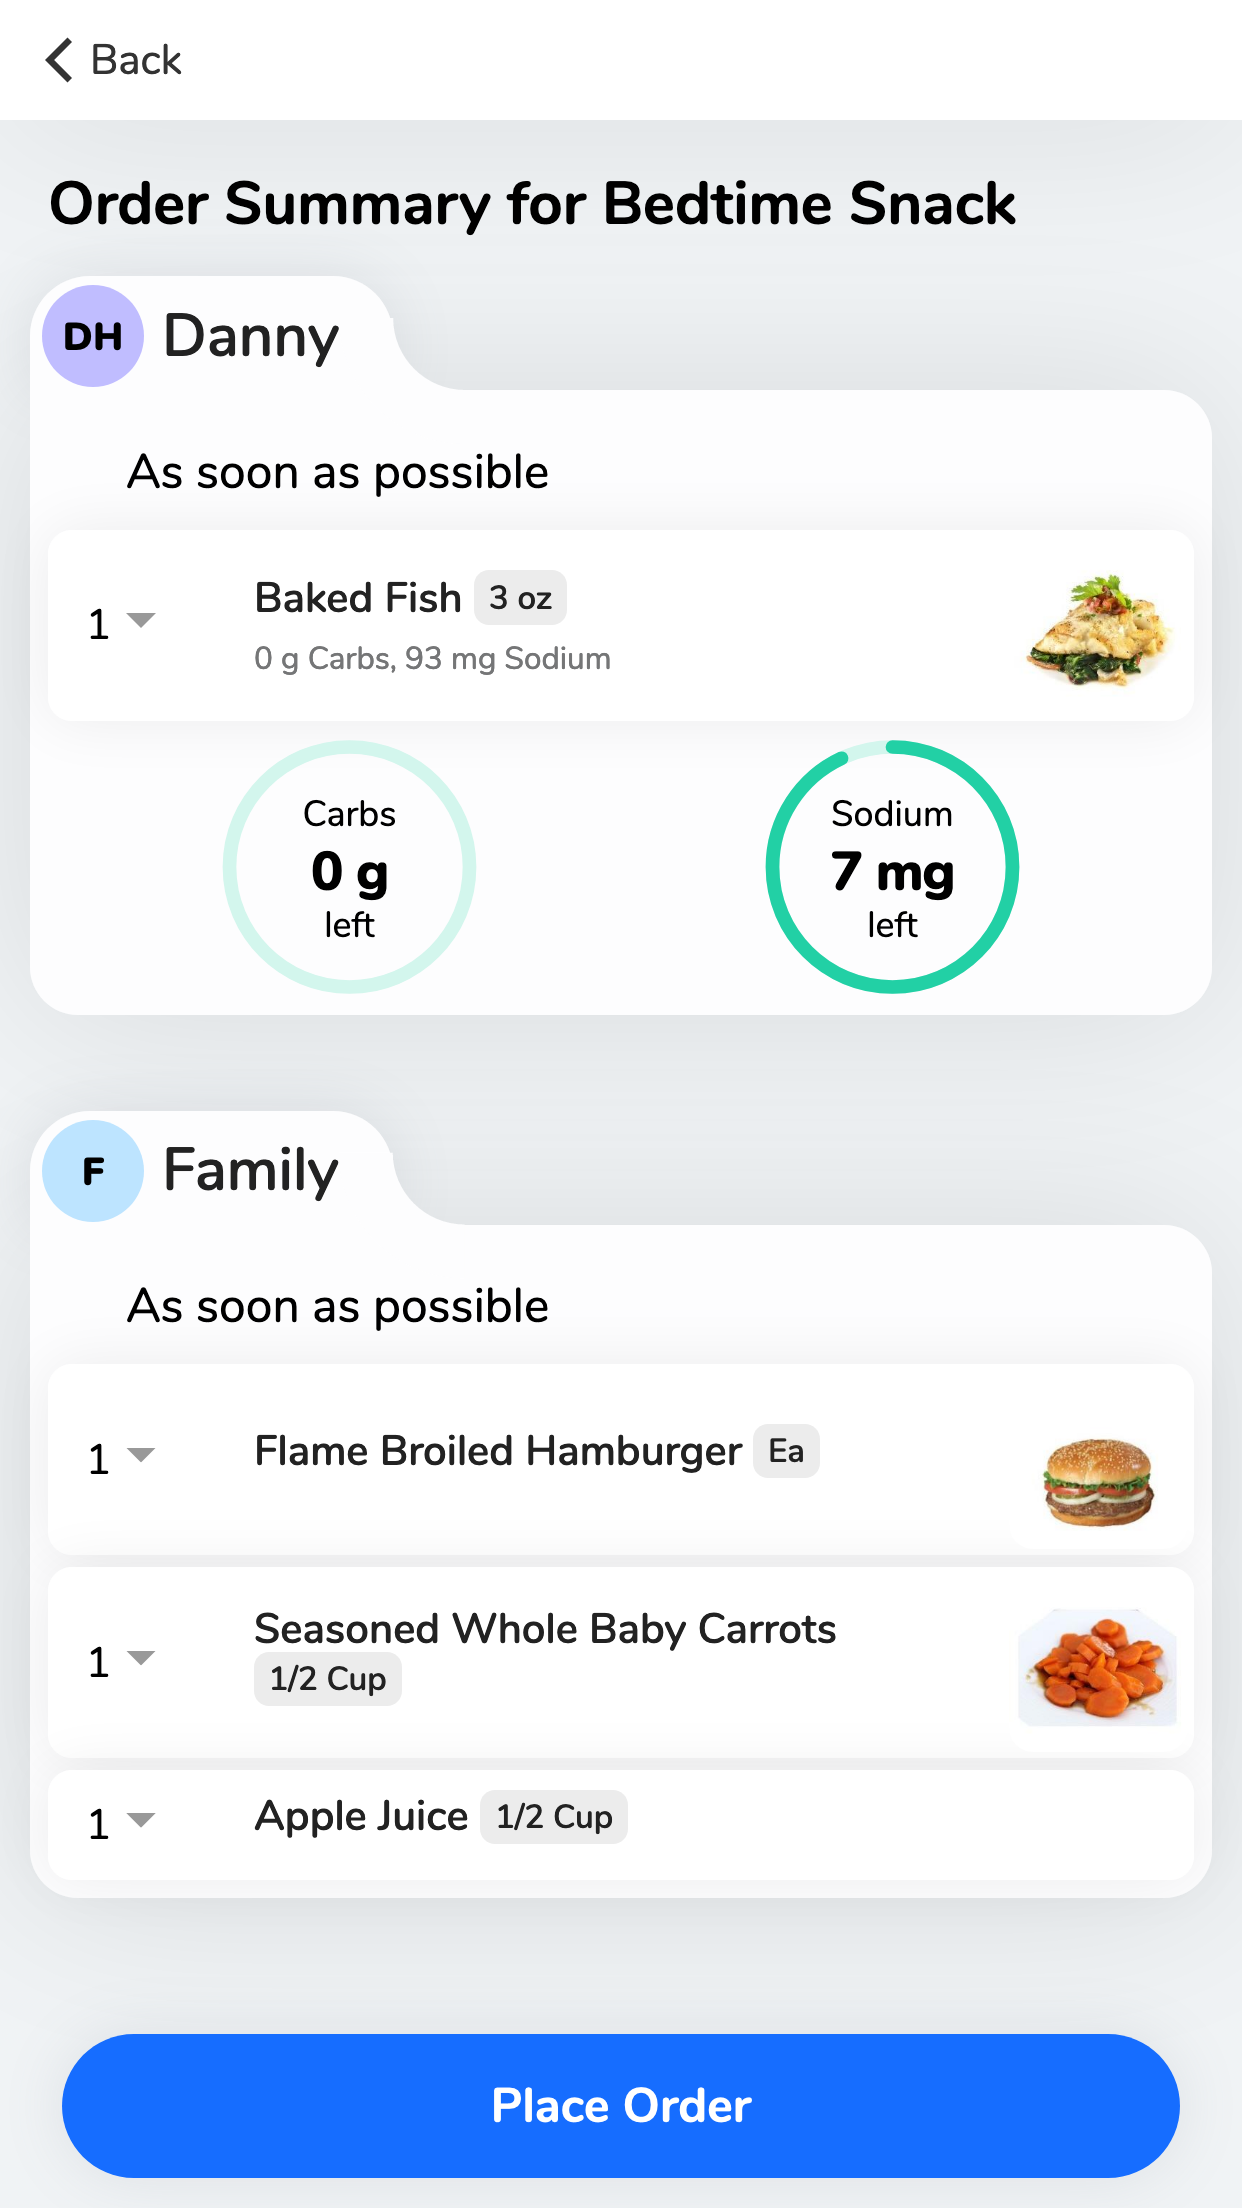 Back
Order Summary for Bedtime Snack
DH Danny
As soon as possible
1 Baked Fish 3 oz
0 g Carbs, 93 mg Sodium
Carbs
0 g
left
Sodium
7 mg
left
F Family
As soon as possible
1 Flame Broiled Hamburger Ea
1 Seasoned Whole Baby Carrots
1/2 Cup
1 Apple Juice 1/2 Cup
Place Order